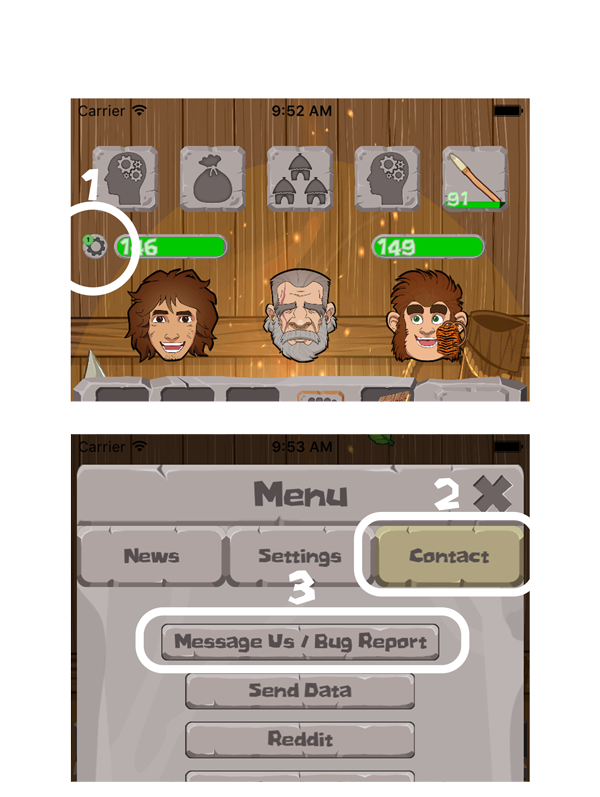 Carrier 9:52 AM
1
91
1
146 149
Carrier 9:53 AM
Menu
2
News Settings Contact
3
Message Us / Bug Report
Send Data
Reddit